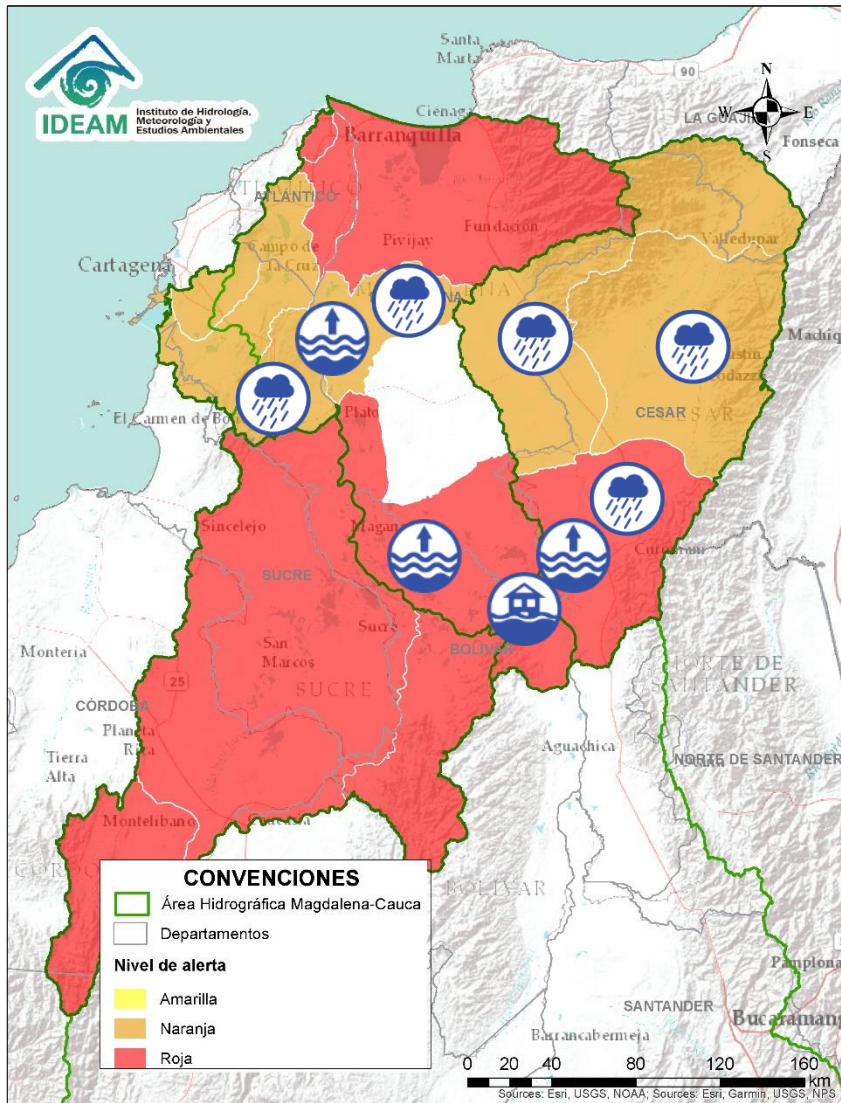 IDEAM
Instituto de Hidrología,
Meteorología y
Estudios Ambientales
Santa
Marta
90
N
W
E
S
LA GUAJI
Fonseca
Ciénaga
Barranquilla
ATLÁNTICO
Fundación
Campo de
la Cruz
Pivijay
Valledupar
Cartagena
NA
Machiq
El Carmen de Bo
Plato
CESAR
CESAR
Sincelejo
Magan
SUCRE
Sucre
San
Marcos
BOLÍVAR
SUCRE
Montería
25
CÓRDOBA
Planeta
Rica
Tierra
Alta
NORTE DE
SANTANDER
NORTE DE SANTANDER
Aguachica
Montelíbano
BOLÍVAR
CONVENCIONES
Área Hidrográfica Magdalena-Cauca
Departamentos
Nivel de alerta
Amarilla
Naranja
Roja
Pamplona
SANTANDER
Bucaramang
Barrancabermeja
0 20 40 80 120 160
km
Sources: Esri, USGS, NOAA; Sources: Esri, Garmin, USGS, NPS